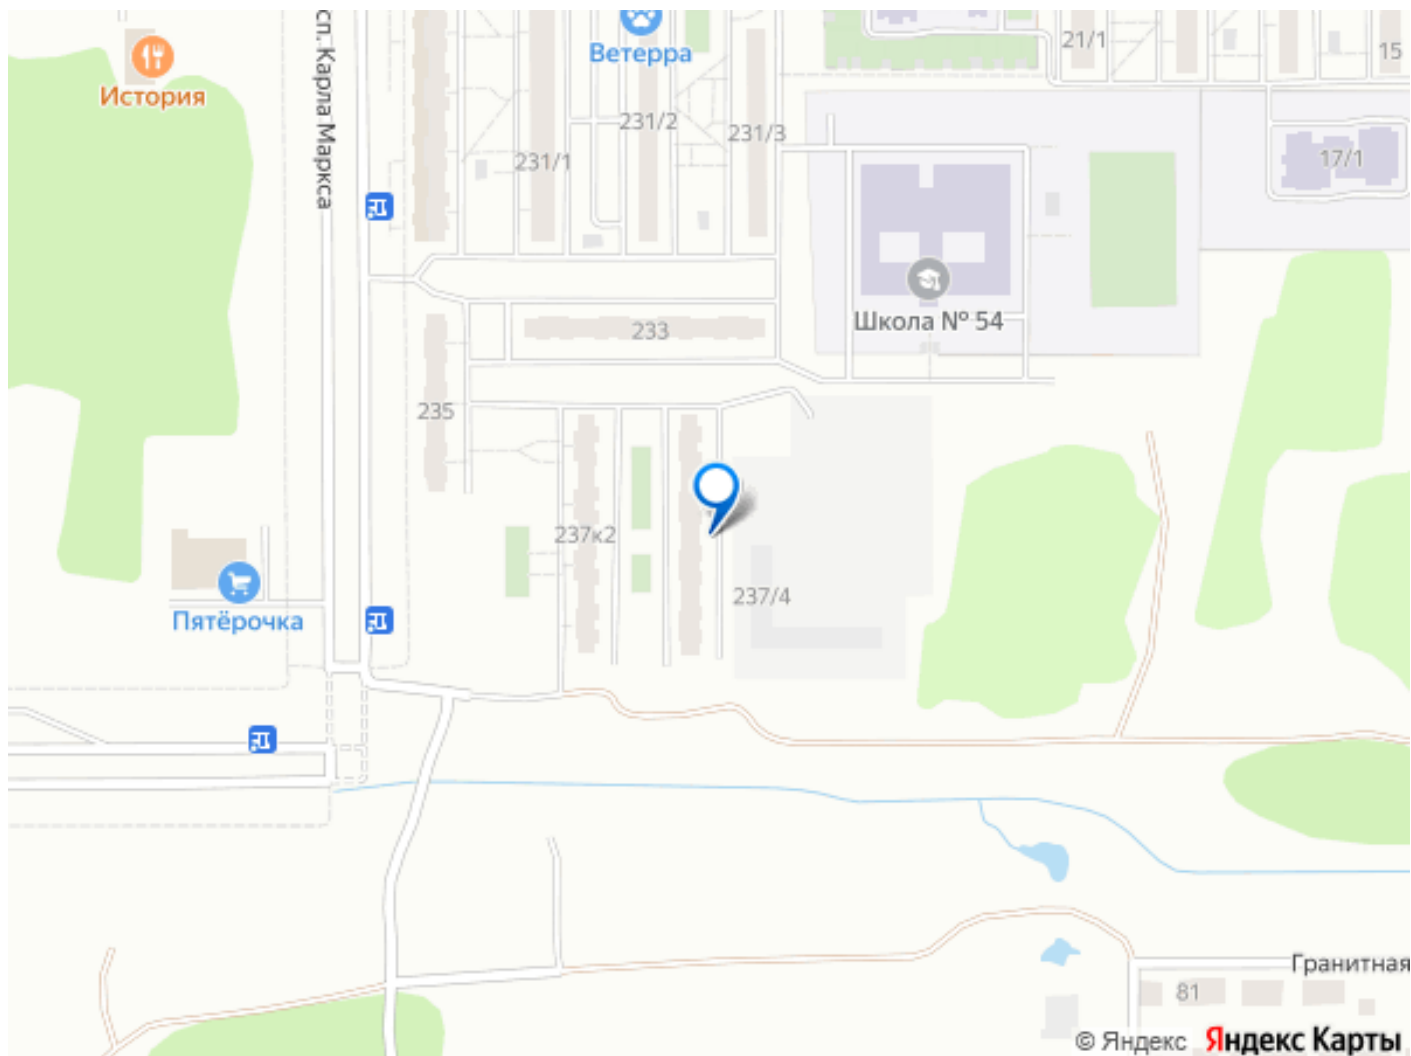 сп. Карла Маркса
История
Ветерра
21/1
15
231/2
231/3
231/1
17/1
Школа № 54
233
235
237к2
237/4
Пятёрочка
Гранитная
81
© Яндекс Яндекс Карты